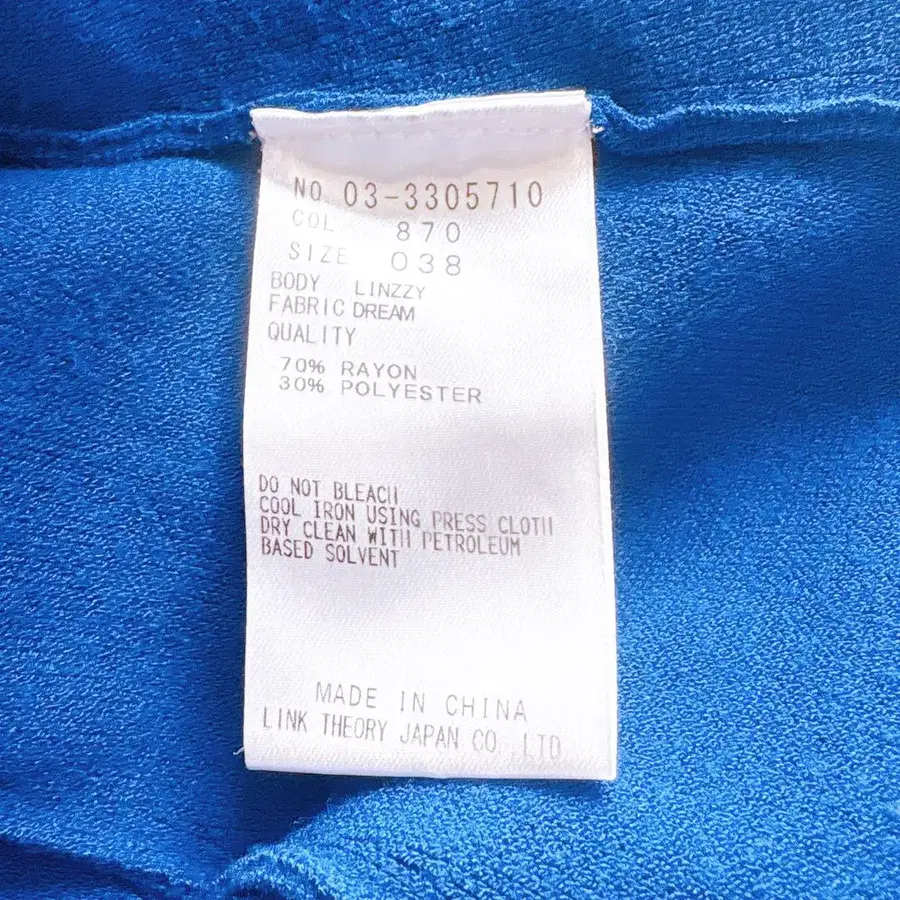 No. 03-3305710
COL 870
SIZE 038
BODY LINZZY
FABRIC DREAM
QUALITY
70% RAYON
30% POLYESTER
DO NOT BLEACH
COOL IRON USING PRESS CLOTH
DRY CLEAN WITH PETROLEUM
BASED SOLVENT
MADE IN CHINA
LINK THEORY JAPAN CO., LTD